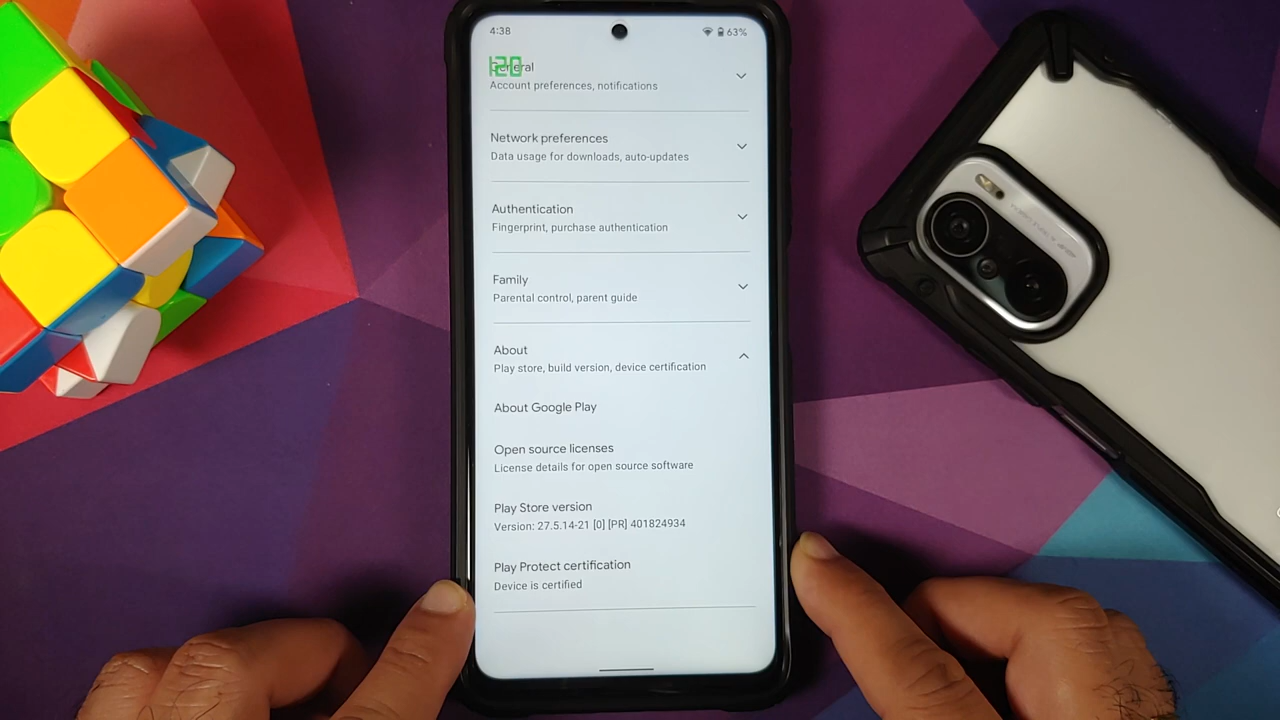 4:38
63%
120
General
Account preferences, notifications
Network preferences
Data usage for downloads, auto-updates
Authentication
Fingerprint, purchase authentication
Family
Parental control, parent guide
About
Play store, build version, device certification
About Google Play
Open source licenses
License details for open source software
Play Store version
Version: 27.5.14-21 [0] [PR] 401824934
Play Protect certification
Device is certified